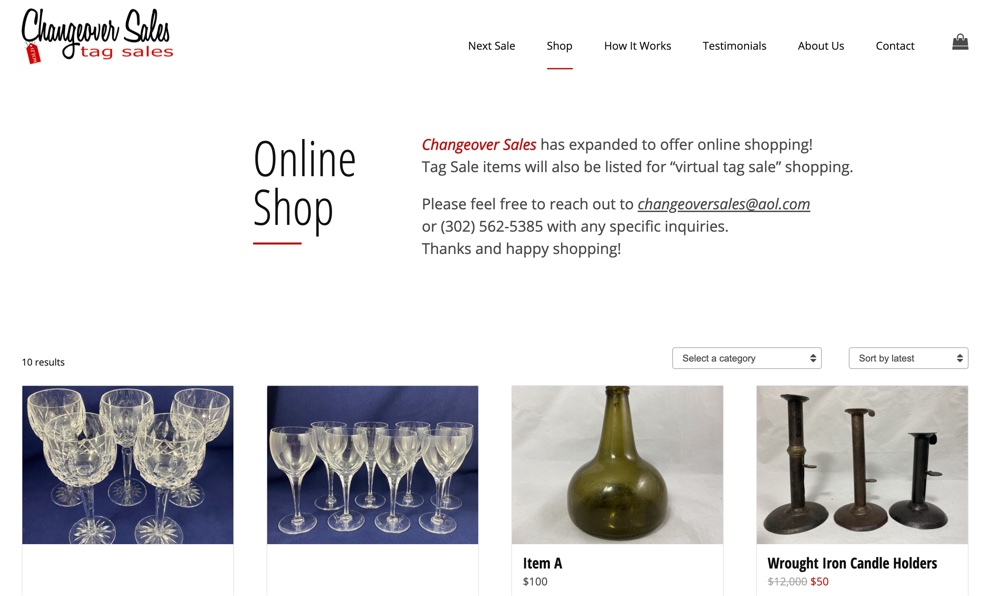 Changeover Sales
tag sales
Next Sale
Shop
How It Works
Testimonials
About Us
Contact
Online
Shop
Changeover Sales has expanded to offer online shopping!
Tag Sale items will also be listed for “virtual tag sale” shopping.
Please feel free to reach out to changeoversales@aol.com
or (302) 562-5385 with any specific inquiries.
Thanks and happy shopping!
10 results
Select a category
Sort by latest
Item A
$100
Wrought Iron Candle Holders
$12,000 $50